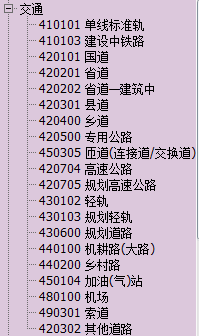 交通
410101 单线标准轨
410103 建设中铁路
420101 国道
420201 省道
420202 省道—建筑中
420301 县道
420400 乡道
420500 专用公路
450305 匝道(连接道/交换道)
420704 高速公路
420705 规划高速公路
430102 轻轨
430103 规划轻轨
430600 规划道路
440100 机耕路(大路)
440200 乡村路
450104 加油(气)站
480100 机场
490301 索道
420302 其他道路